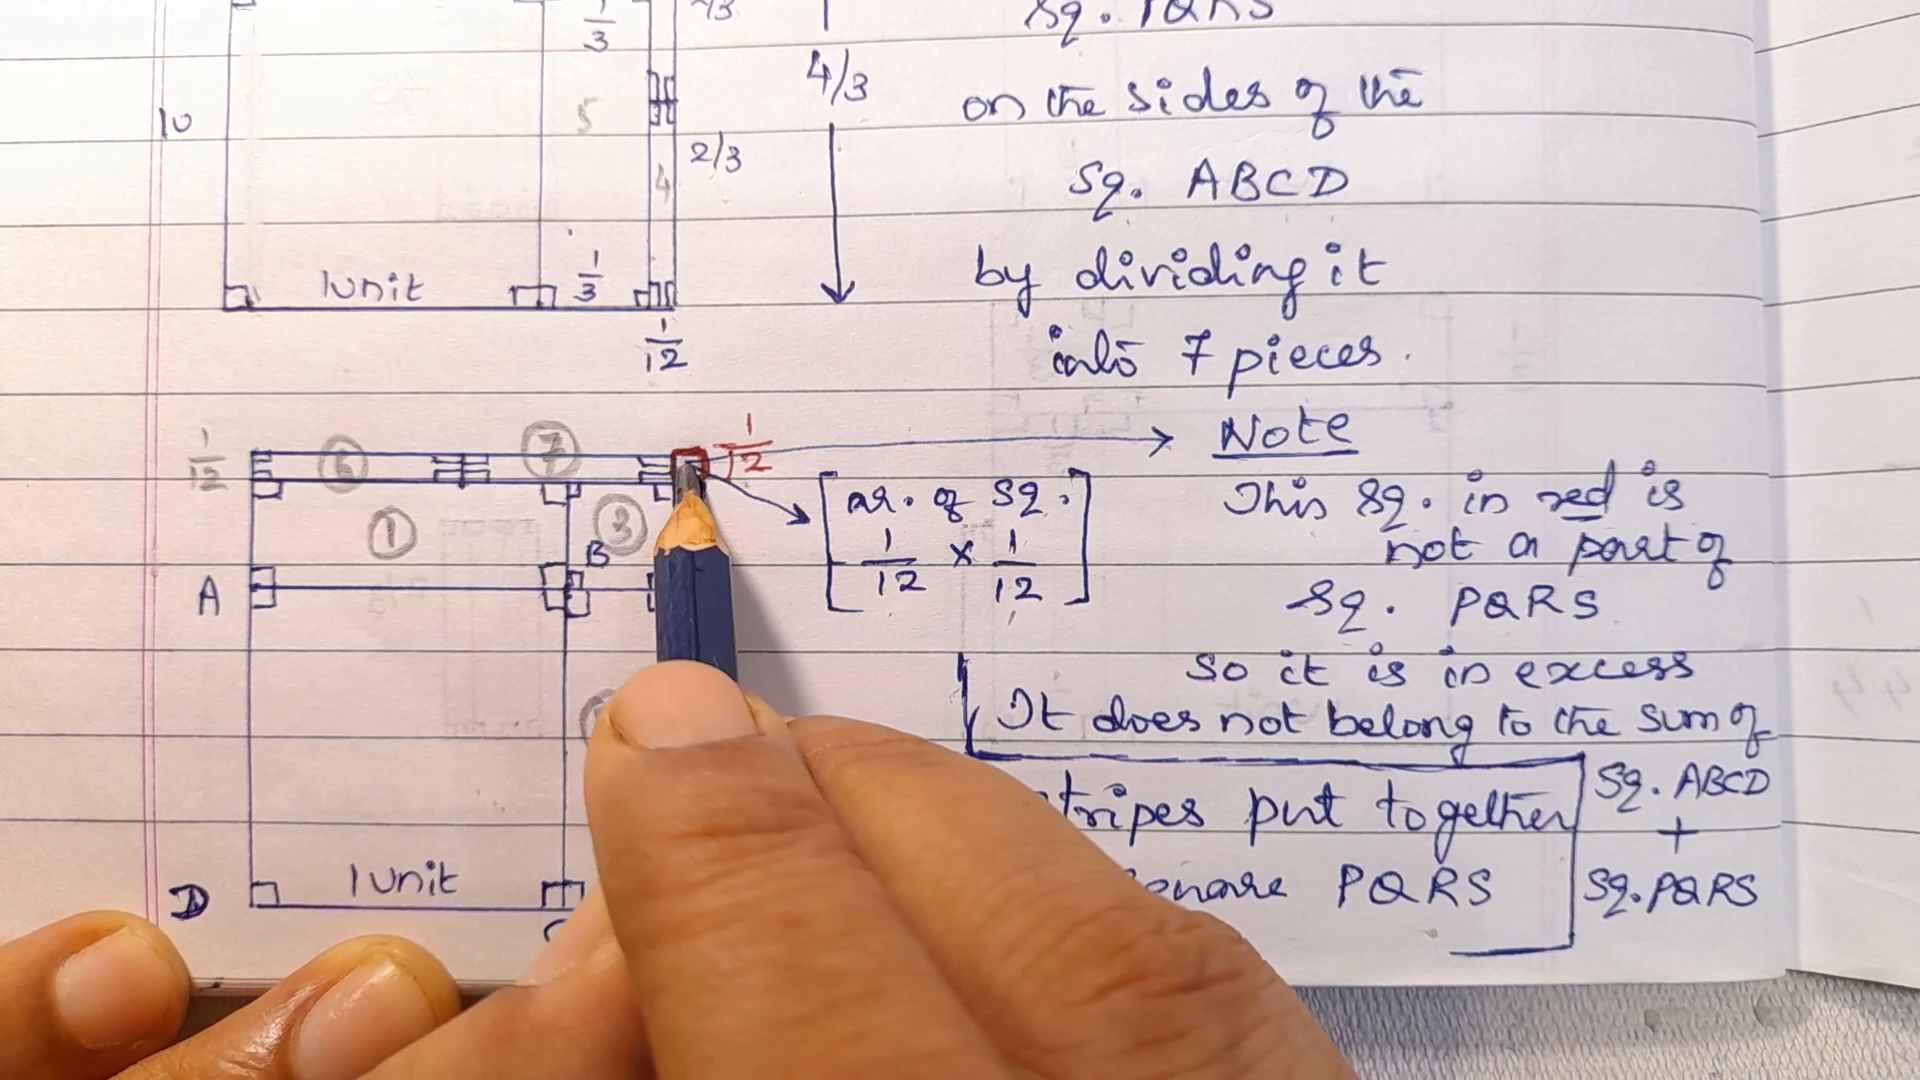 1/3
4/3
10
5
4
2/3
1 unit
1/3
1/12
on the sides of the
Sq. ABCD
by dividing it
into 7 pieces.
Note
This Sq. in red is
not a part of
Sq. PQRS
So it is in excess
It does not belong to the sum of
Sq. ABCD
+
Sq. PQRS
put together
PQRS
1/12
6
7
1/12
ar. of sq.
1/12 × 1/12
1
3
A
B
D
1 unit